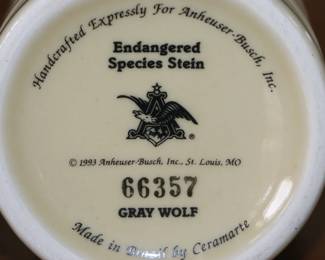 Handcrafted Expressly For Anheuser-Busch, Inc.
Endangered
Species Stein
A
© 1993 Anheuser-Busch, Inc., St. Louis, MO
66357
GRAY WOLF
Made in Brazil by Ceramarte